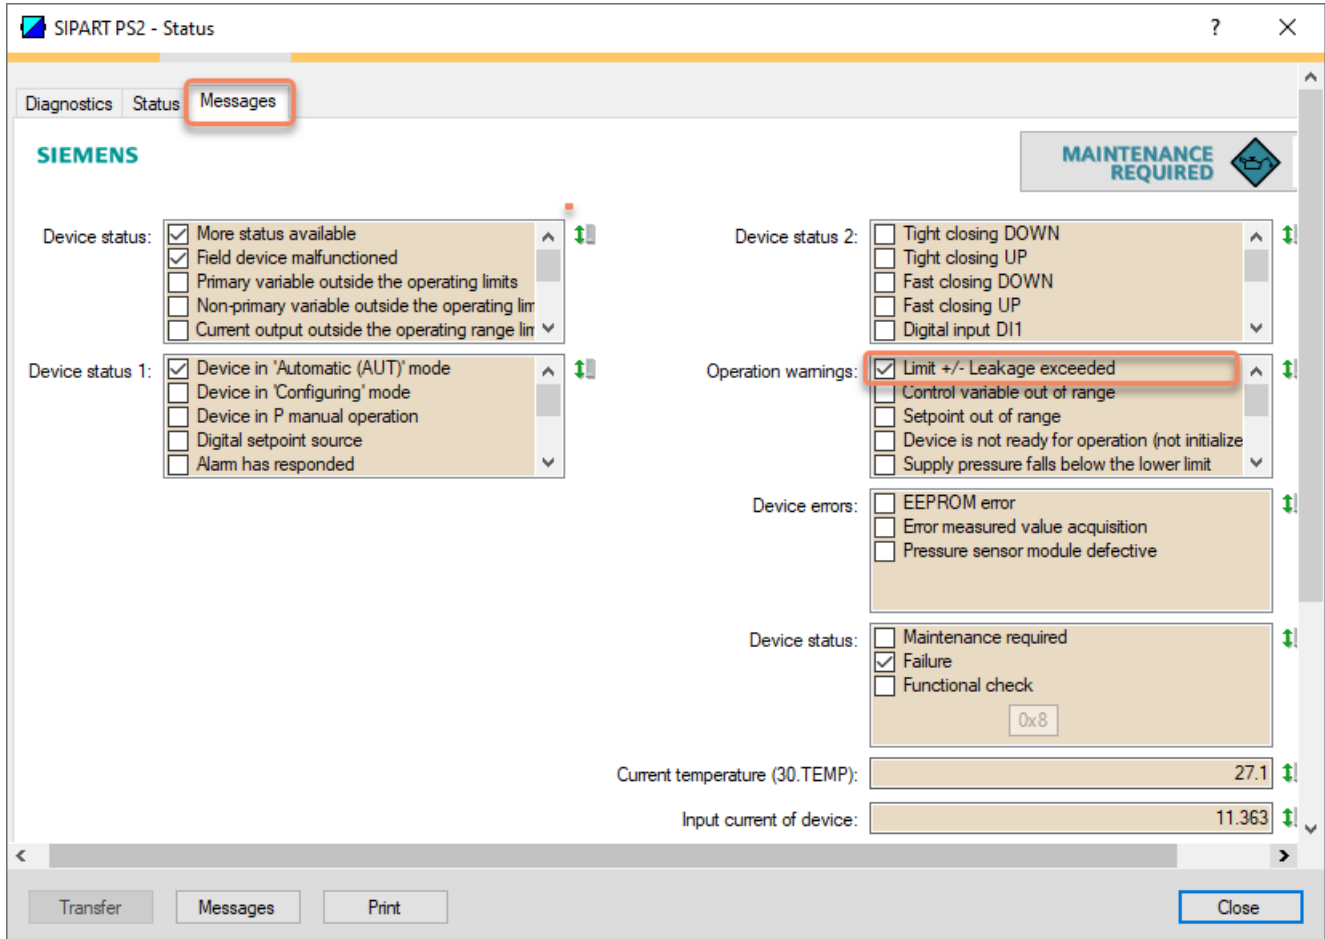 SIPART PS2 - Status
?
Diagnostics
Status
Messages
SIEMENS
MAINTENANCE
REQUIRED
Device status:
More status available
Field device malfunctioned
Primary variable outside the operating limits
Non-primary variable outside the operating lim
Current output outside the operating range lim
Device status 2:
Tight closing DOWN
Tight closing UP
Fast closing DOWN
Fast closing UP
Digital input DI1
Device status 1:
Device in 'Automatic (AUT)' mode
Device in 'Configuring' mode
Device in P manual operation
Digital setpoint source
Alarm has responded
Operation warnings:
Limit +/- Leakage exceeded
Control variable out of range
Setpoint out of range
Device is not ready for operation (not initialize
Supply pressure falls below the lower limit
Device errors:
EEPROM error
Error measured value acquisition
Pressure sensor module defective
Device status:
Maintenance required
Failure
Functional check
0x8
Current temperature (30.TEMP):
27.1
Input current of device:
11.363
Transfer
Messages
Print
Close